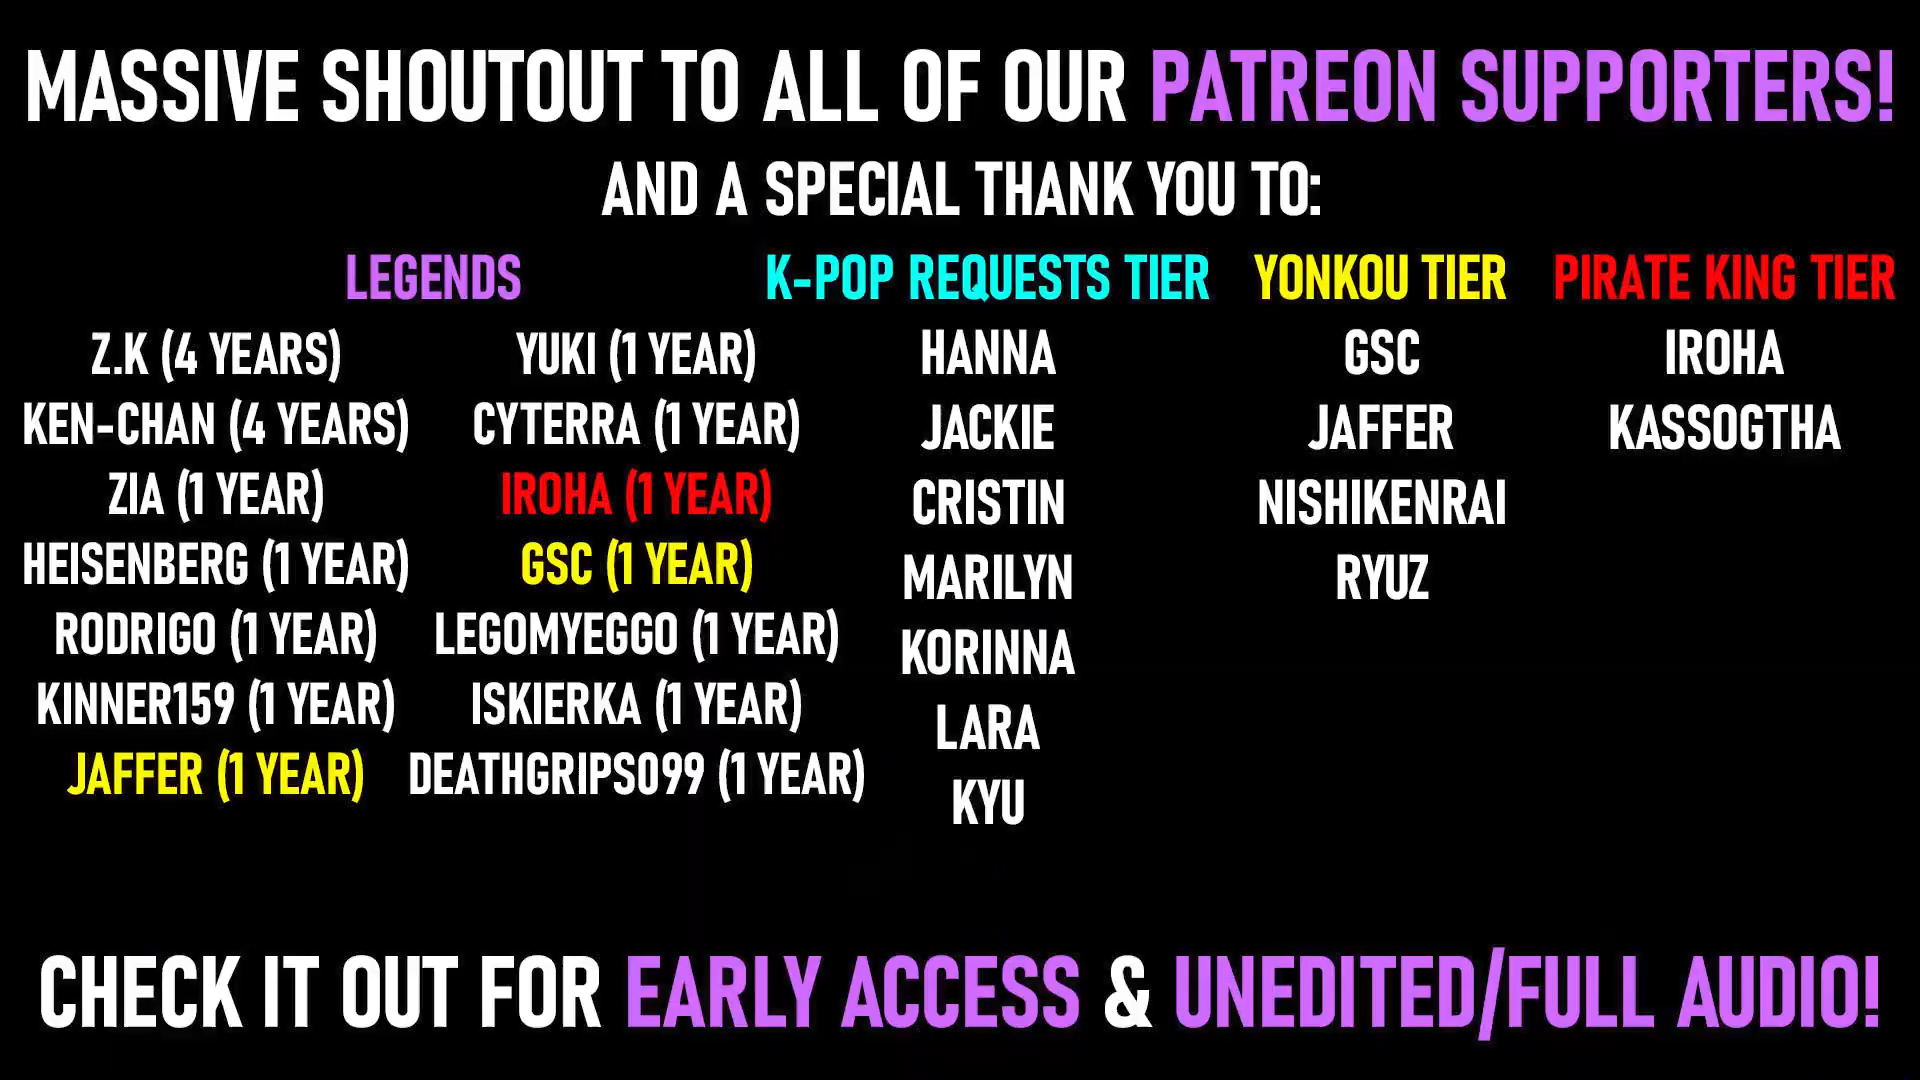 MASSIVE SHOUTOUT TO ALL OF OUR PATREON SUPPORTERS!
AND A SPECIAL THANK YOU TO:
LEGENDS
Z.K (4 YEARS)
KEN-CHAN (4 YEARS)
ZIA (1 YEAR)
HEISENBERG (1 YEAR)
RODRIGO (1 YEAR)
KINNER159 (1 YEAR)
JAFFER (1 YEAR)
YUKI (1 YEAR)
CYTERRA (1 YEAR)
IROHA (1 YEAR)
GSC (1 YEAR)
LEGOMYEGGO (1 YEAR)
ISKIERKA (1 YEAR)
DEATHGRIPS099 (1 YEAR)
K-POP REQUESTS TIER
HANNA
JACKIE
CRISTIN
MARILYN
KORINNA
LARA
KYU
YONKOU TIER
GSC
JAFFER
NISHIKENRAI
RYUZ
PIRATE KING TIER
IROHA
KASSOGTHA
CHECK IT OUT FOR EARLY ACCESS & UNEDITED/FULL AUDIO!